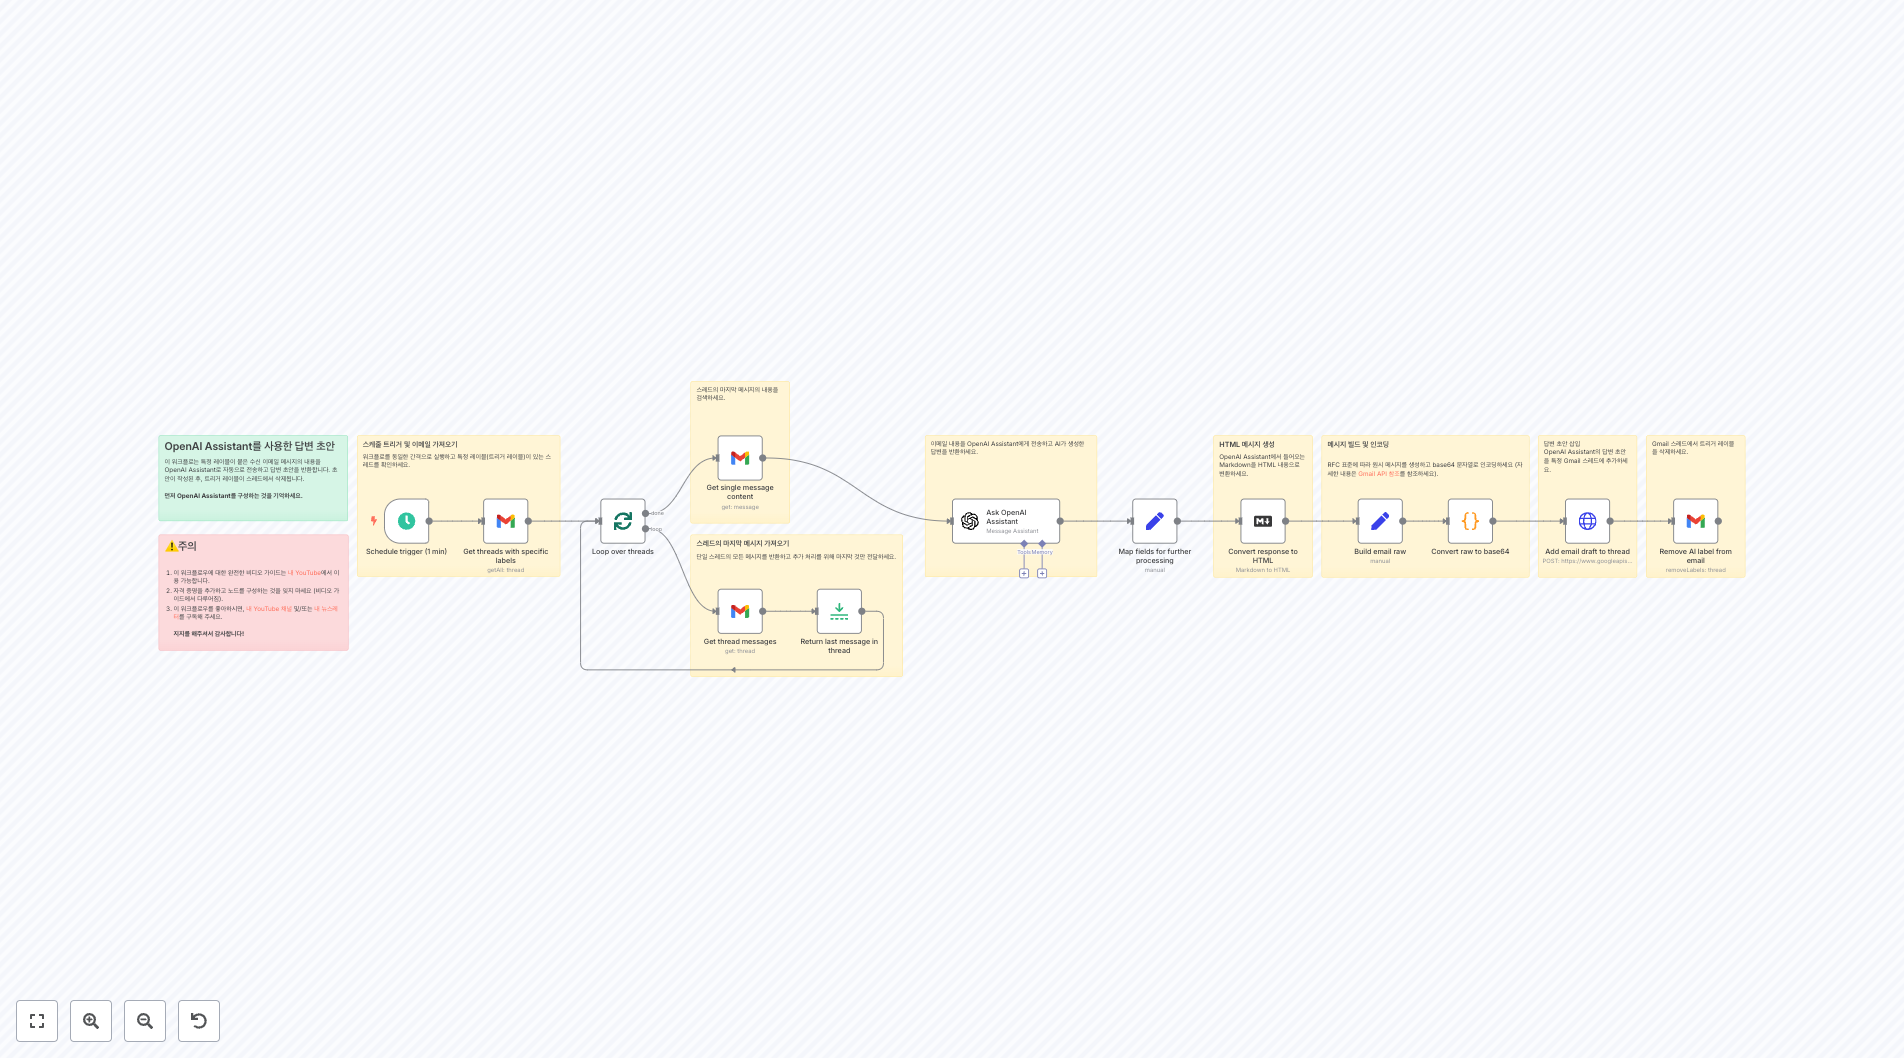 OpenAI Assistant를 사용한 답변 초안
이 워크플로는 특정 레이블이 붙은 수신 이메일 메시지의 내용을
OpenAI Assistant로 자동으로 전송하고 답변 초안을 반환합니다. 초
안이 작성된 후, 트리거 레이블이 스레드에서 삭제됩니다.
먼저 OpenAI Assistant를 구성하는 것을 기억하세요.
⚠️주의
1. 이 워크플로우에 대한 완전한 비디오 가이드는 내 YouTube에서 이
용 가능합니다.
2. 자격 증명을 추가하고 노드를 구성하는 것을 잊지 마세요 (비디오 가
이드에서 다루어짐).
3. 이 워크플로우를 좋아하시면, 내 YouTube 채널 및/또는 내 뉴스레
터를 구독해 주세요.
지지를 해주셔서 감사합니다!
스케줄 트리거 및 이메일 가져오기
워크플로를 동일한 간격으로 실행하고 특정 레이블(트리거 레이블)이 있는 스
레드를 확인하세요.
Schedule trigger (1 min)
Get threads with specific
labels
getAll: thread
Loop over threads
done
loop
스레드의 마지막 메시지의 내용을
검색하세요.
Get single message
content
get: message
스레드의 마지막 메시지 가져오기
단일 스레드의 모든 메시지를 반환하고 추가 처리를 위해 마지막 것만 전달하세요.
Get thread messages
get: thread
Return last message in
thread
이메일 내용을 OpenAI Assistant에게 전송하고 AI가 생성한
답변을 반환하세요.
Ask OpenAI
Assistant
Message Assistant
Tools
Memory
Map fields for further
processing
manual
HTML 메시지 생성
OpenAI Assistant에서 들어오는
Markdown을 HTML 내용으로
변환하세요.
Convert response to
HTML
Markdown to HTML
메시지 빌드 및 인코딩
RFC 표준에 따라 원시 메시지를 생성하고 base64 문자열로 인코딩하세요 (자
세한 내용은 Gmail API 참조를 참조하세요).
Build email raw
manual
Convert raw to base64
답변 초안 삽입
OpenAI Assistant의 답변 초안
을 특정 Gmail 스레드에 추가하세
요.
Add email draft to thread
POST: https://www.googleapis...
Gmail 스레드에서 트리거 레이블
을 삭제하세요.
Remove AI label from
email
removeLabels: thread